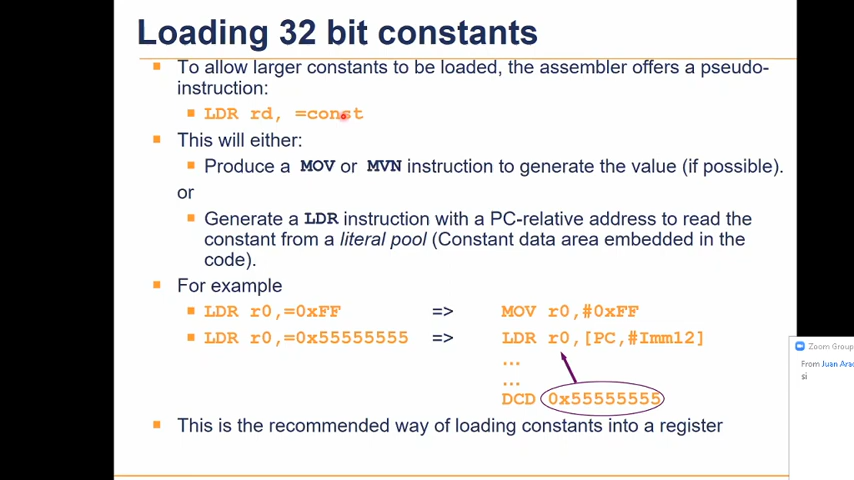 Loading 32 bit constants
To allow larger constants to be loaded, the assembler offers a pseudo-
instruction:
LDR rd, =const
This will either:
Produce a MOV or MVN instruction to generate the value (if possible).
or
Generate a LDR instruction with a PC-relative address to read the
constant from a literal pool (Constant data area embedded in the
code).
For example
LDR r0,=0xFF => MOV r0,#0xFF
LDR r0,=0x55555555 => LDR r0,[PC,#Imm12]
...
...
DCD 0x55555555
This is the recommended way of loading constants into a register
Zoom Group
From Juan Ara
si